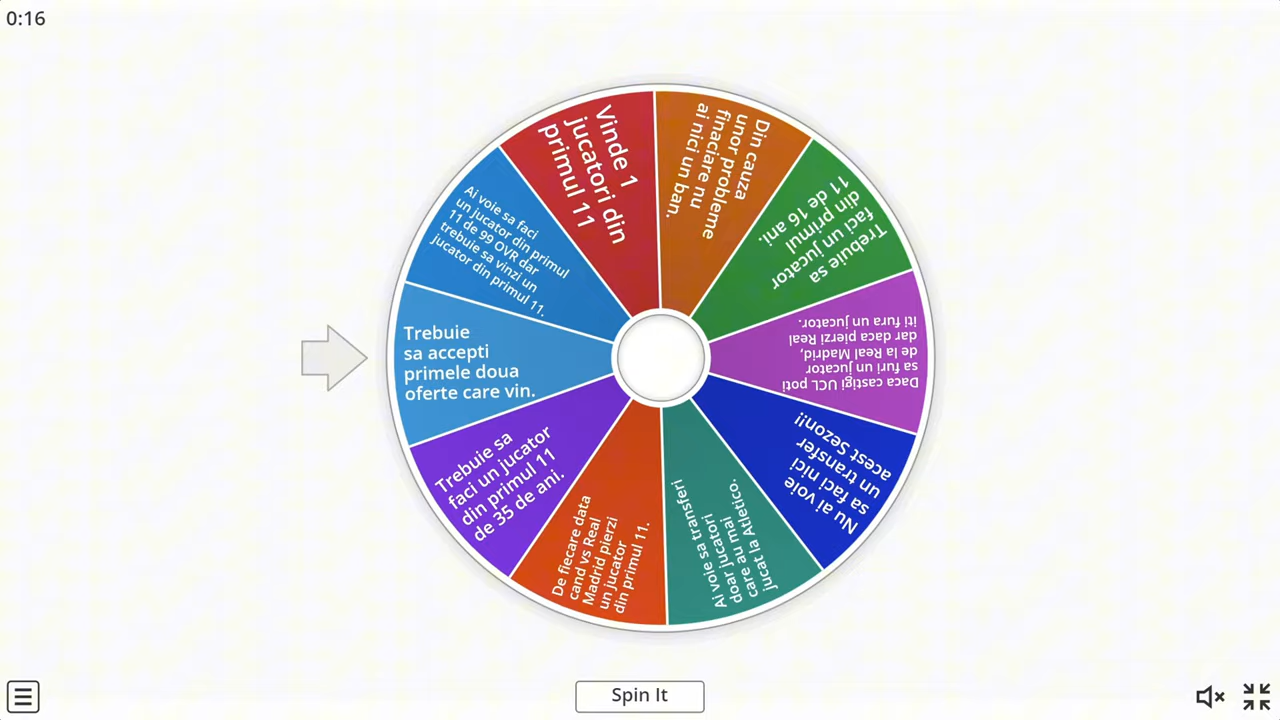 0:16
Vinde 1
jucatori din
primul 11
Din cauza
unor probleme
finaciare nu
ai nici un ban.
Trebuie sa
faci un jucator
din primul
11 de 16 ani.
Daca castigi UCL poti
sa furi un jucator
de la Real Madrid,
dar daca pierzi Real
iti fura un jucator.
Nu ai voie
sa faci nici
un transfer
acest Sezon!!
Ai voie sa transferi
doar jucatori
care au mai
jucat la Atletico.
De fiecare data
cand vs Real
Madrid pierzi
un jucator
din primul 11.
Trebuie sa
faci un jucator
din primul 11
de 35 de ani.
Trebuie
sa accepti
primele doua
oferte care vin.
Ai voie sa faci
un jucator din primul
11 de 99 OVR dar
trebuie sa vinzi un
jucator din primul 11.
Spin It